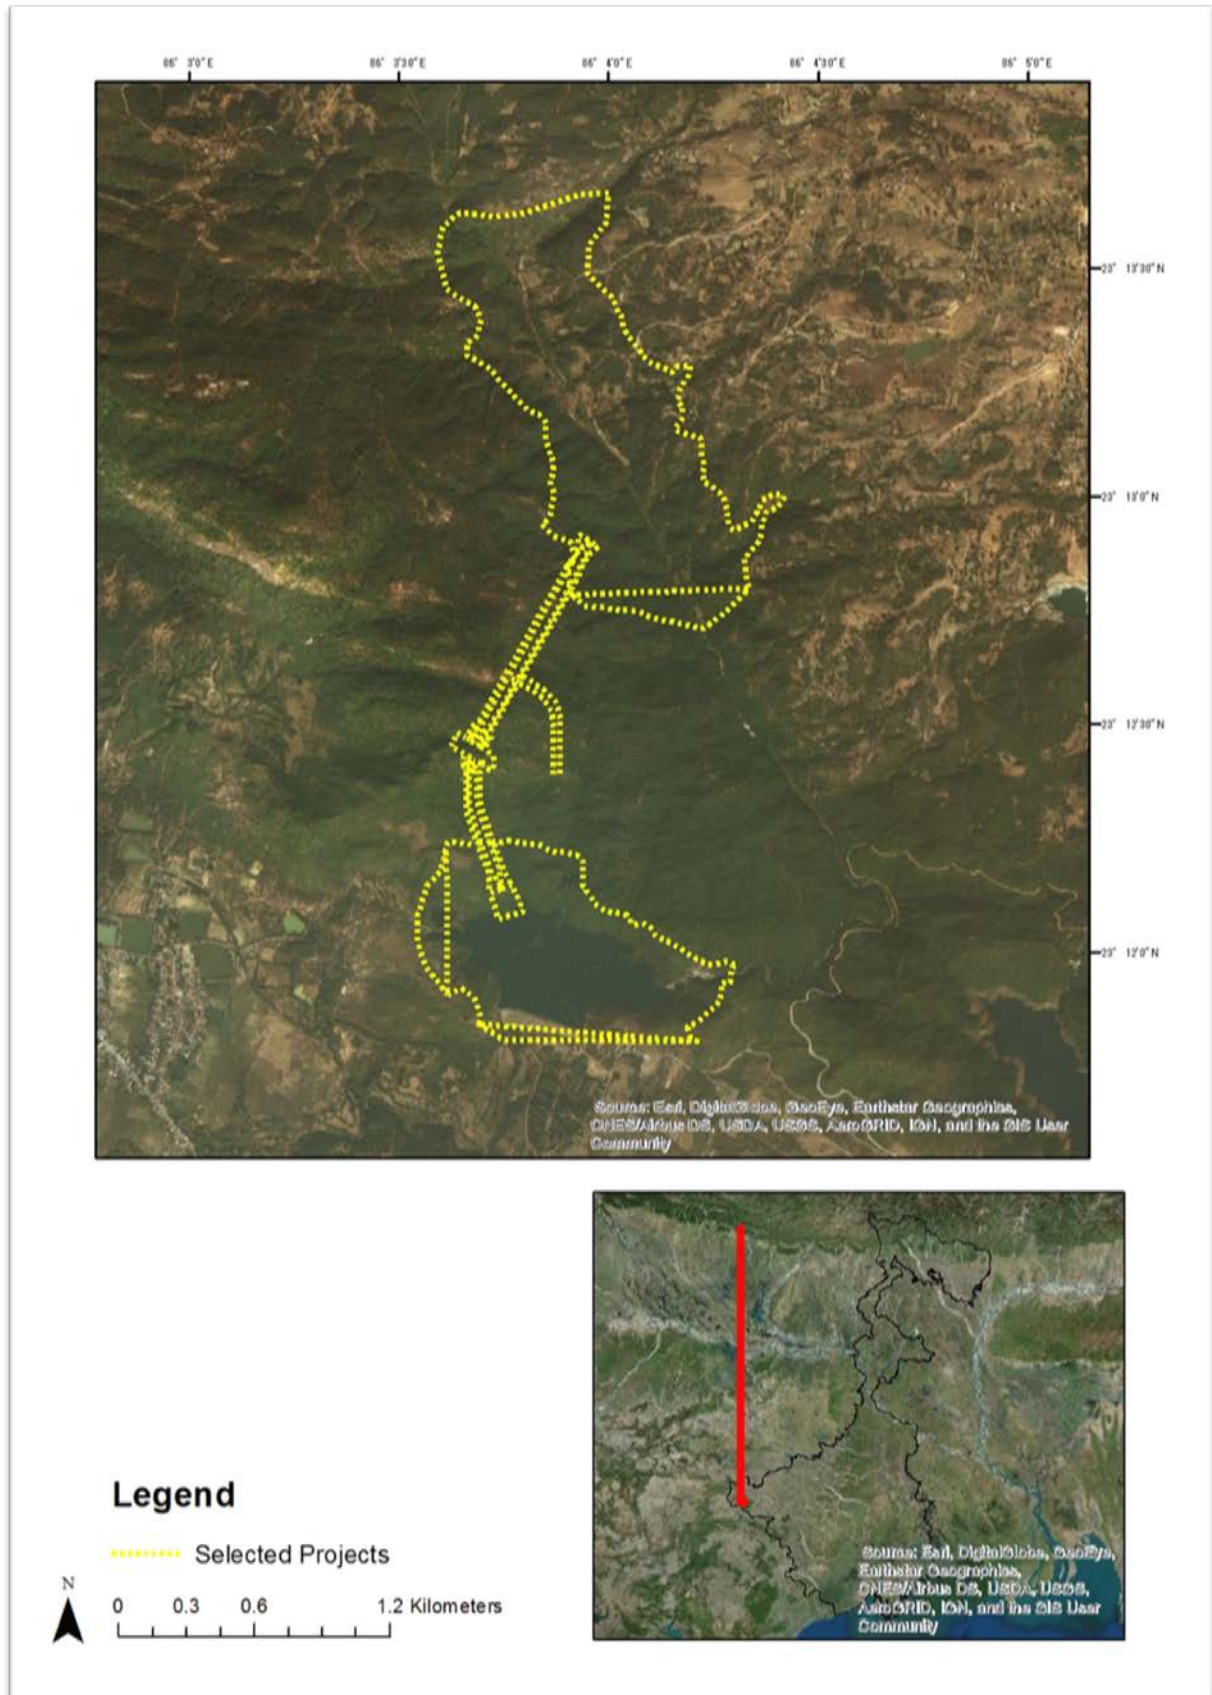 86° 3'0"E 86° 3'30"E 86° 4'0"E 86° 4'30"E 86° 5'0"E
23° 13'30"N
23° 13'0"N
23° 12'30"N
23° 12'0"N
Source: Esri, DigitalGlobe, GeoEye, Earthstar Geographics,
CNES/Airbus DS, USDA, USGS, AeroGRID, IGN, and the GIS User
Community
Legend
Selected Projects
N
0 0.3 0.6 1.2 Kilometers
Source: Esri, DigitalGlobe, GeoEye,
Earthstar Geographics,
CNES/Airbus DS, USDA, USGS,
AeroGRID, IGN, and the GIS User
Community